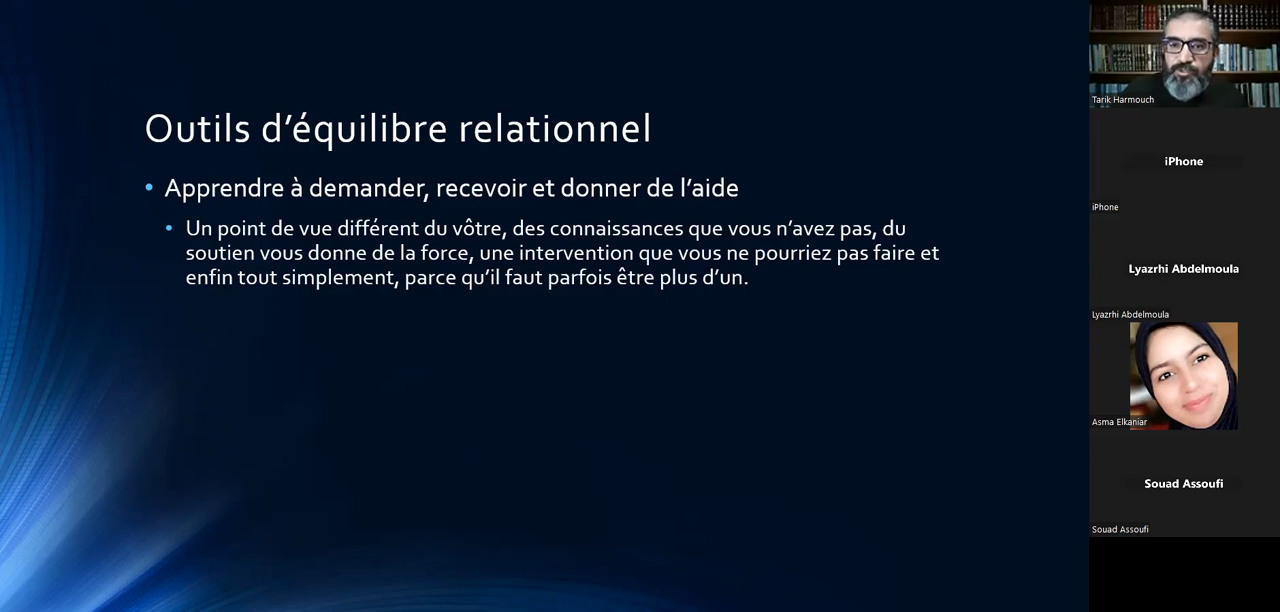 Outils d’équilibre relationnel
• Apprendre à demander, recevoir et donner de l’aide
• Un point de vue différent du vôtre, des connaissances que vous n’avez pas, du
soutien vous donne de la force, une intervention que vous ne pourriez pas faire et
enfin tout simplement, parce qu’il faut parfois être plus d’un.
Tarik Harmouch
iPhone
iPhone
Lyazrhi Abdelmoula
Lyazrhi Abdelmoula
Asma Elkaniar
Souad Assoufi
Souad Assoufi